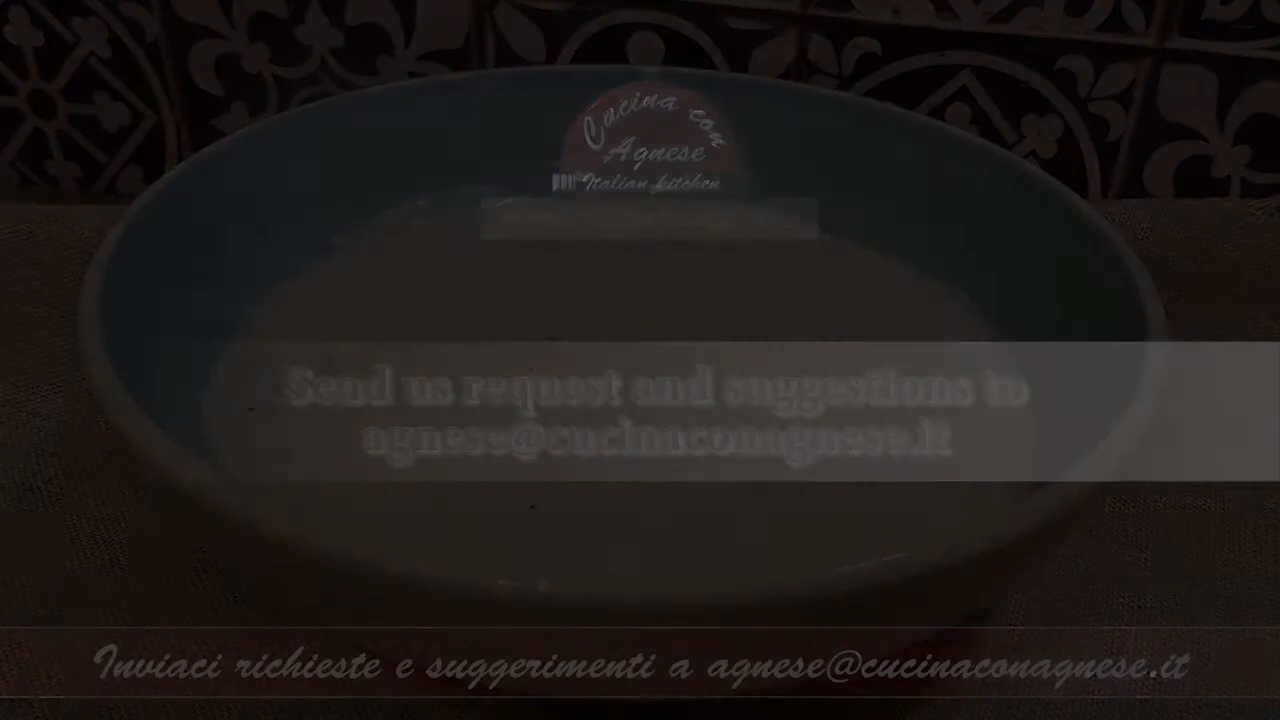 Cucina con
Agnese
Italian kitchen
Send us request and suggestions to
agnese@cucinaconagnese.it
Inviaci richieste e suggerimenti a agnese@cucinaconagnese.it